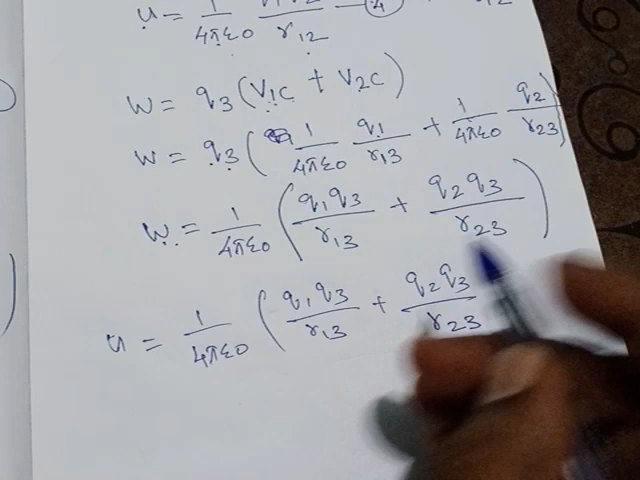 u = 1/4πε0 /r12 — (4)
W = q3 (V1C + V2C)
W = q3 ( 1/4πε0 q1/r13 + 1/4πε0 q2/r23 )
W = 1/4πε0 ( q1q3/r13 + q2q3/r23 )
u = 1/4πε0 ( q1q3/r13 + q2q3/r23